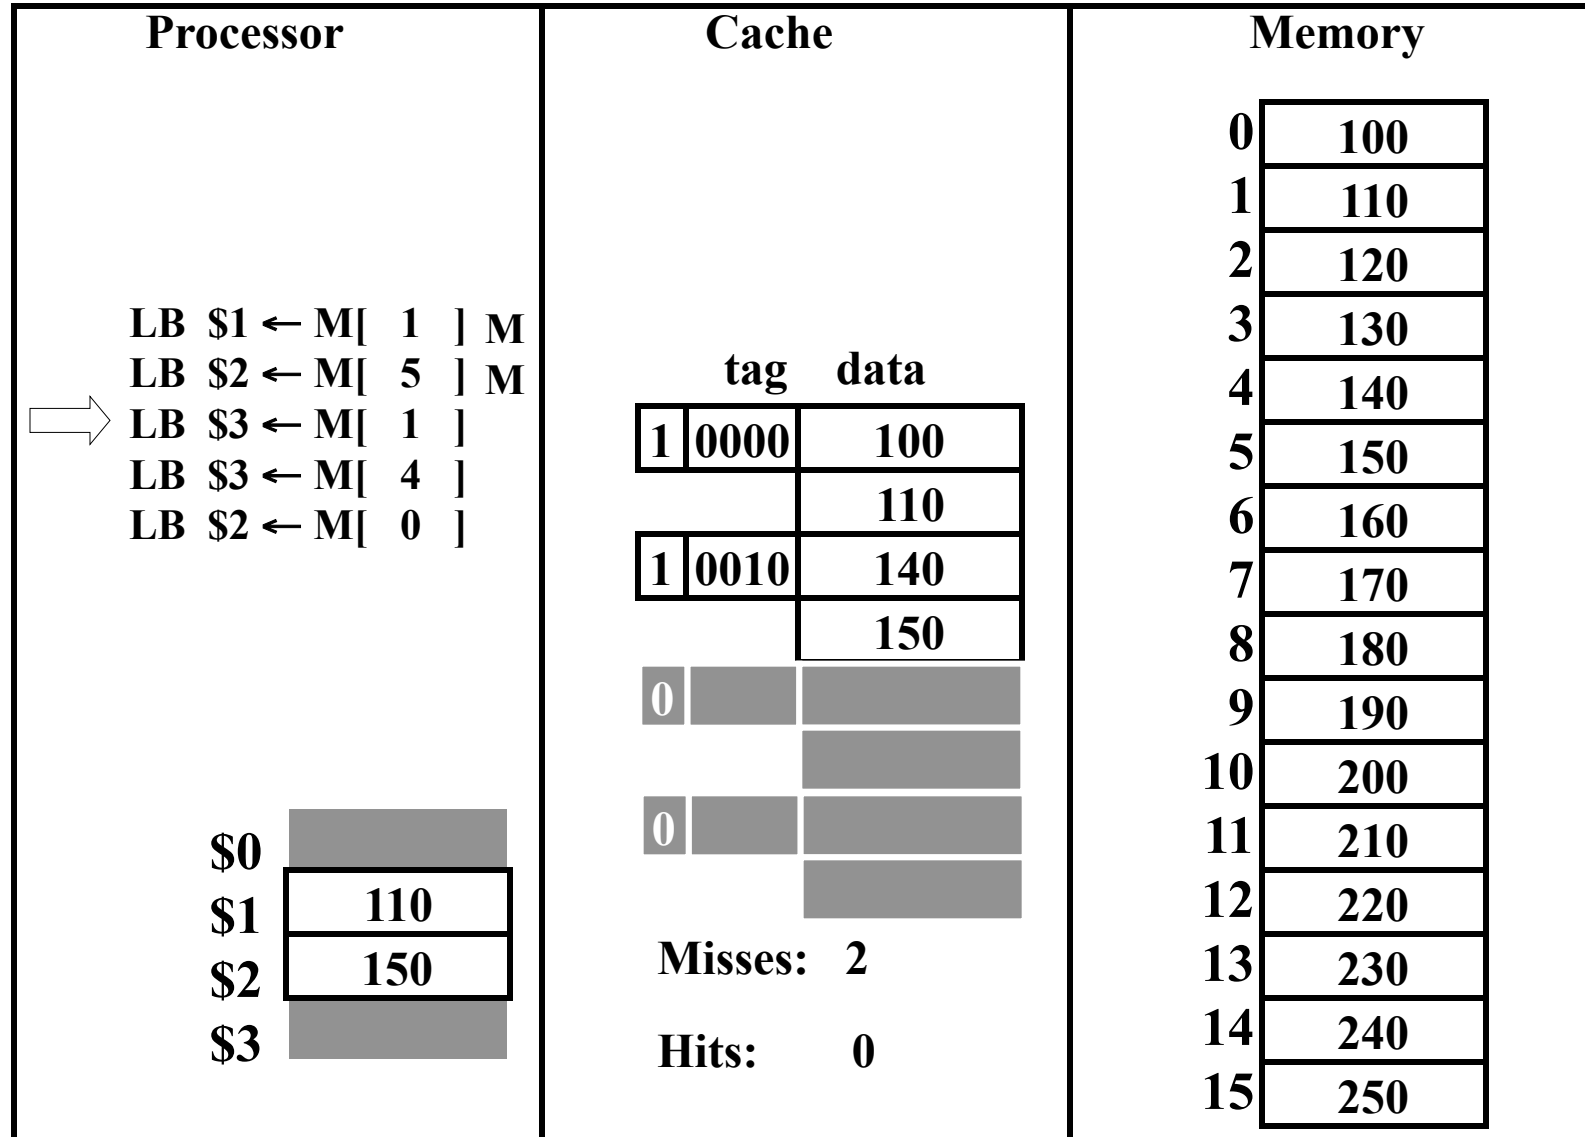 Processor
LB $1 ← M[ 1 ] M
LB $2 ← M[ 5 ] M
LB $3 ← M[ 1 ]
LB $3 ← M[ 4 ]
LB $2 ← M[ 0 ]
$0
$1 110
$2 150
$3
Cache
tag data
1 0000 100
110
1 0010 140
150
0
0
Misses: 2
Hits: 0
Memory
0 100
1 110
2 120
3 130
4 140
5 150
6 160
7 170
8 180
9 190
10 200
11 210
12 220
13 230
14 240
15 250